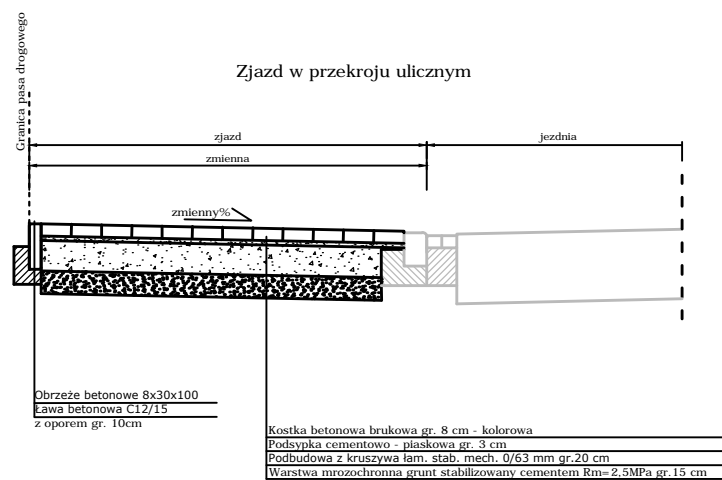 Granica pasa drogowego
Zjazd w przekroju ulicznym
zjazd
jezdnia
zmienna
zmienny%
Obrzeże betonowe 8x30x100
Ława betonowa C12/15
z oporem gr. 10cm
Kostka betonowa brukowa gr. 8 cm - kolorowa
Podsypka cementowo - piaskowa gr. 3 cm
Podbudowa z kruszywa łam. stab. mech. 0/63 mm gr.20 cm
Warstwa mrozochronna grunt stabilizowany cementem Rm=2,5MPa gr.15 cm